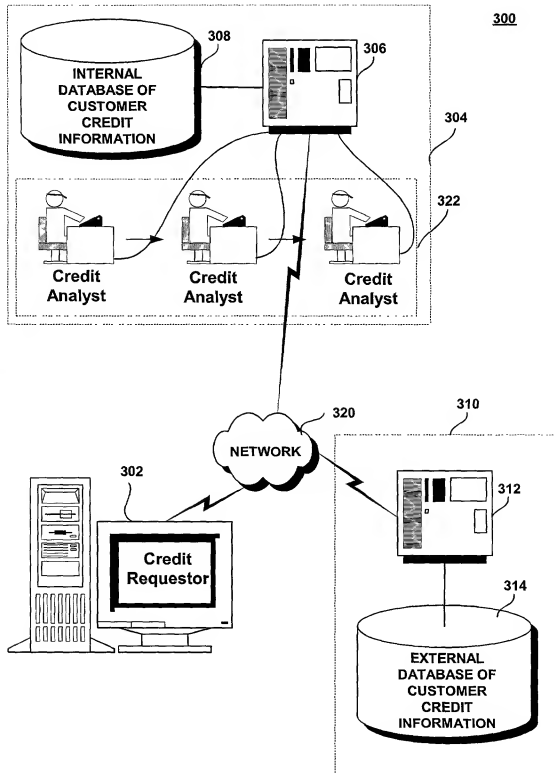 300
308
306
INTERNAL
DATABASE OF
CUSTOMER
CREDIT
INFORMATION
304
322
Credit
Analyst
Credit
Analyst
Credit
Analyst
320
NETWORK
310
302
312
Credit
Requestor
314
EXTERNAL
DATABASE OF
CUSTOMER
CREDIT
INFORMATION